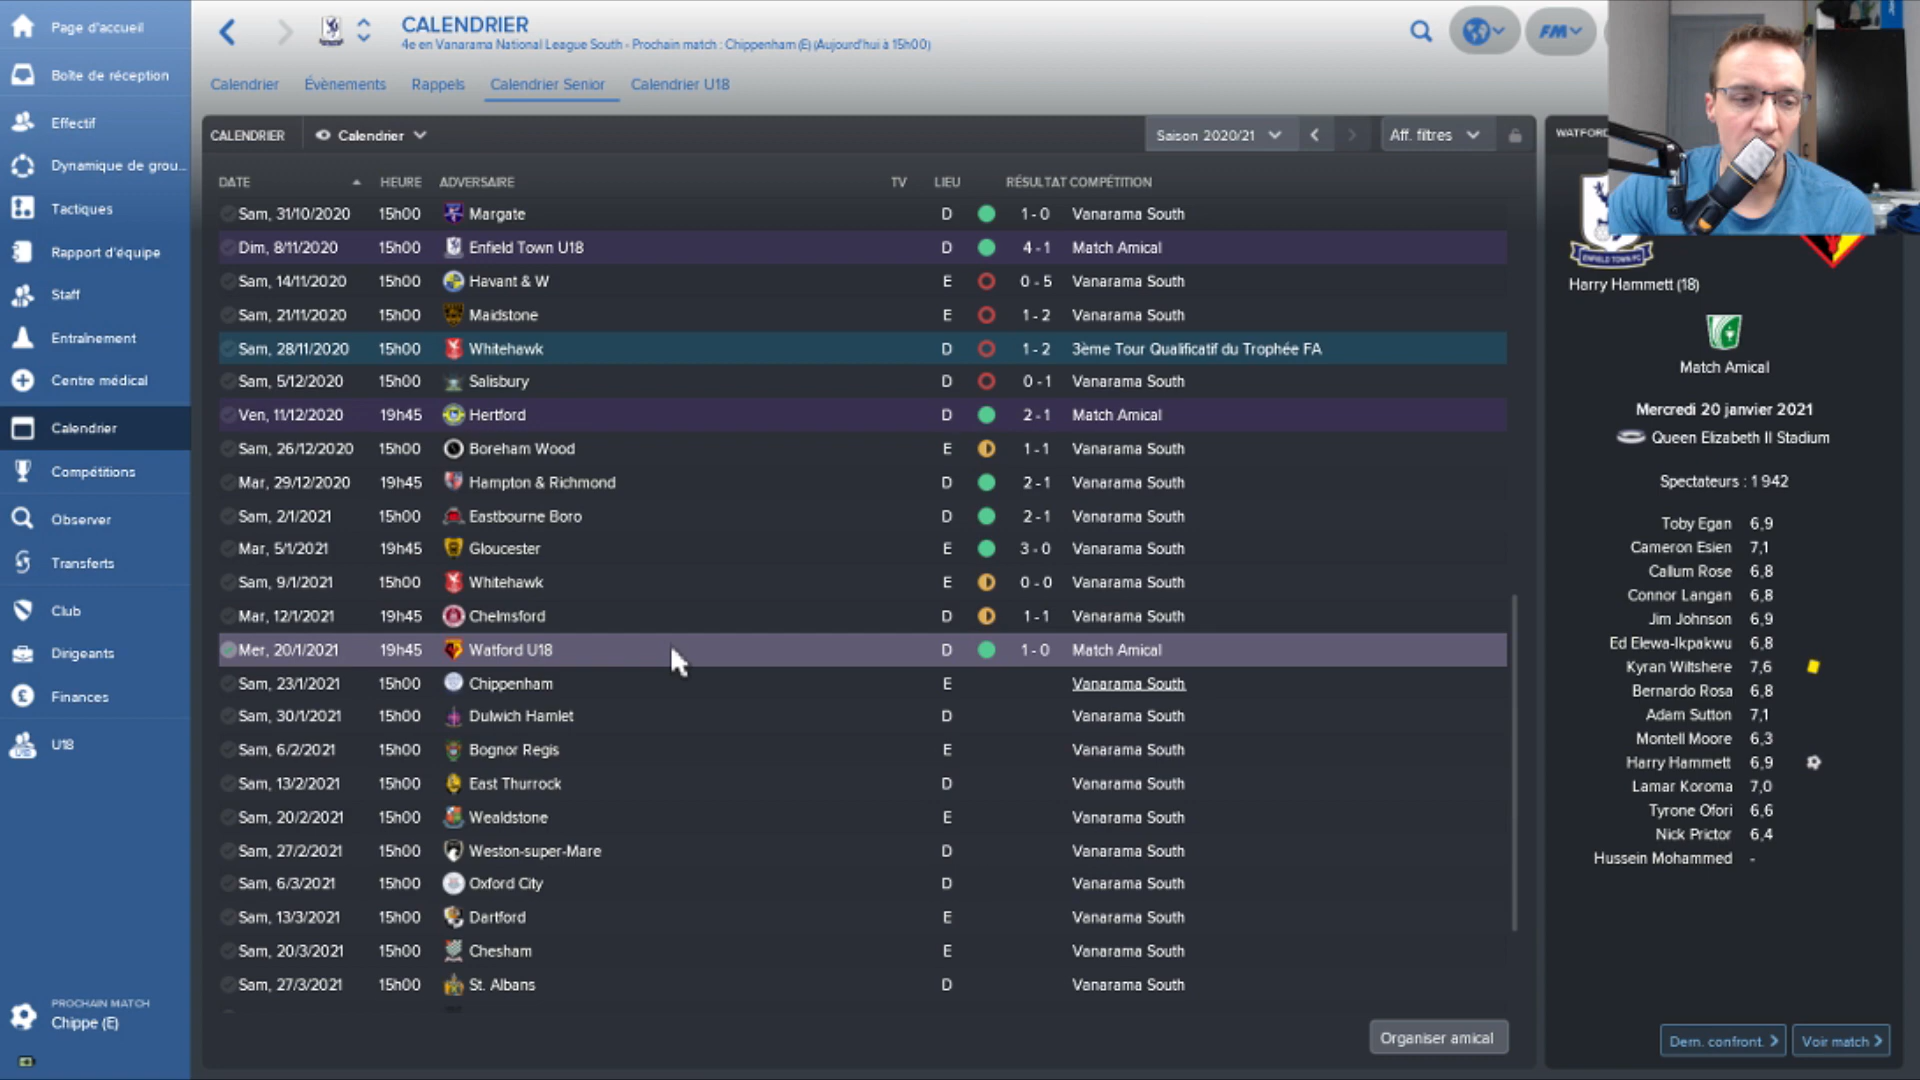 Page d'accueil
Boîte de réception
Effectif
Dynamique de grou...
Tactiques
Rapport d'équipe
Staff
Entraînement
Centre médical
Calendrier
Compétitions
Observer
Transferts
Club
Dirigeants
Finances
U18
PROCHAIN MATCH
Chippe (E)
CALENDRIER
4e en Vanarama National League South - Prochain match : Chippenham (E) (Aujourd'hui à 15h00)
FM
Calendrier Évènements Rappels Calendrier Senior Calendrier U18
CALENDRIER Calendrier Saison 2020/21 Aff. filtres
DATE HEURE ADVERSAIRE TV LIEU RÉSULTAT COMPÉTITION
Sam, 31/10/2020 15h00 Margate D 1 - 0 Vanarama South
Dim, 8/11/2020 15h00 Enfield Town U18 D 4 - 1 Match Amical
Sam, 14/11/2020 15h00 Havant & W E 0 - 5 Vanarama South
Sam, 21/11/2020 15h00 Maidstone E 1 - 2 Vanarama South
Sam, 28/11/2020 15h00 Whitehawk D 1 - 2 3ème Tour Qualificatif du Trophée FA
Sam, 5/12/2020 15h00 Salisbury D 0 - 1 Vanarama South
Ven, 11/12/2020 19h45 Hertford D 2 - 1 Match Amical
Sam, 26/12/2020 15h00 Boreham Wood E 1 - 1 Vanarama South
Mar, 29/12/2020 19h45 Hampton & Richmond D 2 - 1 Vanarama South
Sam, 2/1/2021 15h00 Eastbourne Boro D 2 - 1 Vanarama South
Mar, 5/1/2021 19h45 Gloucester E 3 - 0 Vanarama South
Sam, 9/1/2021 15h00 Whitehawk E 0 - 0 Vanarama South
Mar, 12/1/2021 19h45 Chelmsford D 1 - 1 Vanarama South
Mer, 20/1/2021 19h45 Watford U18 D 1 - 0 Match Amical
Sam, 23/1/2021 15h00 Chippenham E Vanarama South
Sam, 30/1/2021 15h00 Dulwich Hamlet D Vanarama South
Sam, 6/2/2021 15h00 Bognor Regis E Vanarama South
Sam, 13/2/2021 15h00 East Thurrock D Vanarama South
Sam, 20/2/2021 15h00 Wealdstone E Vanarama South
Sam, 27/2/2021 15h00 Weston-super-Mare D Vanarama South
Sam, 6/3/2021 15h00 Oxford City D Vanarama South
Sam, 13/3/2021 15h00 Dartford E Vanarama South
Sam, 20/3/2021 15h00 Chesham E Vanarama South
Sam, 27/3/2021 15h00 St. Albans D Vanarama South
Organiser amical
ENFIELD TOWN FC
Harry Hammett (18)
Match Amical
Mercredi 20 janvier 2021
Queen Elizabeth II Stadium
Spectateurs : 1 942
Toby Egan 6,9
Cameron Esien 7,1
Callum Rose 6,8
Connor Langan 6,8
Jim Johnson 6,9
Ed Elewa-Ikpakwu 6,8
Kyran Wiltshere 7,6
Bernardo Rosa 6,8
Adam Sutton 7,1
Montell Moore 6,3
Harry Hammett 6,9
Lamar Koroma 7,0
Tyrone Ofori 6,6
Nick Prictor 6,4
Hussein Mohammed -
Dern. confront. Voir match